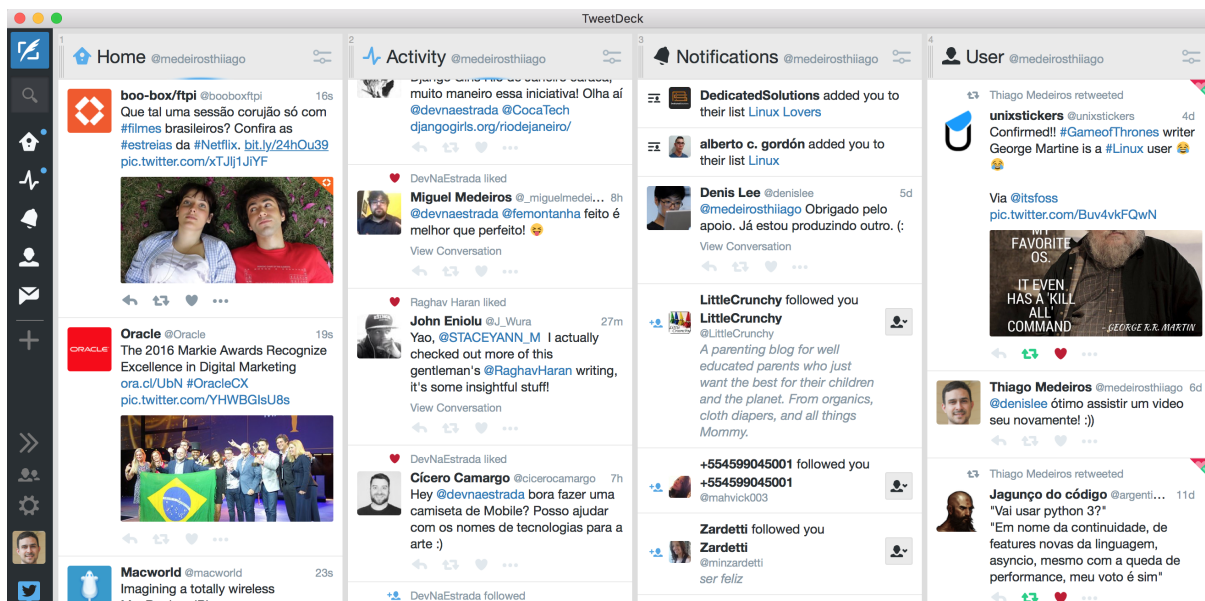 TweetDeck
1
Home @medeirosthiiago
boo-box/ftpi @booboxftpi 16s
Que tal uma sessão corujão só com
#filmes brasileiros? Confira as
#estreias da #Netflix. bit.ly/24hOu39
pic.twitter.com/xTJlj1JiYF
ORACLE
Oracle @Oracle 19s
The 2016 Markie Awards Recognize
Excellence in Digital Marketing
ora.cl/UbN #OracleCX
pic.twitter.com/YHWBGIsU8s
Macworld @macworld 23s
Imagining a totally wireless
2
Activity @medeirosthiiago
muito maneiro essa iniciativa! Olha aí
@devnaestrada @CocaTech
djangogirls.org/riodejaneiro/
DevNaEstrada liked
Miguel Medeiros @_miguelmedei... 8h
@devnaestrada @femontanha feito é
melhor que perfeito! 😝
View Conversation
Raghav Haran liked
John Eniolu @J_Wura 27m
Yao, @STACEYANN_M I actually
checked out more of this
gentleman's @RaghavHaran writing,
it's some insightful stuff!
View Conversation
DevNaEstrada liked
Cícero Camargo @cicerocamargo 7h
Hey @devnaestrada bora fazer uma
camiseta de Mobile? Posso ajudar
com os nomes de tecnologias para a
arte :)
DevNaEstrada followed
3
Notifications @medeirosthiiago
DedicatedSolutions added you to
their list Linux Lovers
alberto c. gordón added you to
their list Linux
Denis Lee @denislee 5d
@medeirosthiiago Obrigado pelo
apoio. Já estou produzindo outro. (:
View Conversation
LittleCrunchy followed you
LittleCrunchy
@LittleCrunchy
A parenting blog for well
educated parents who just
want the best for their children
and the planet. From organics,
cloth diapers, and all things
Mommy.
+554599045001 followed you
+554599045001
@mahvick003
Zardetti followed you
Zardetti
@minzardetti
ser feliz
4
User @medeirosthiiago
Thiago Medeiros retweeted
unixstickers @unixstickers 4d
Confirmed!! #GameofThrones writer
George Martine is a #Linux user 😂
😂
Via @itsfoss
pic.twitter.com/Buv4vkFQwN
MY
FAVORITE
OS.
IT EVEN
HAS A 'KILL
ALL'
COMMAND
- GEORGE R.R. MARTIN
Thiago Medeiros @medeirosthiiago 6d
@denislee ótimo assistir um video
seu novamente! :))
Thiago Medeiros retweeted
Jagunço do código @argenti... 11d
"Vai usar python 3?"
"Em nome da continuidade, de
features novas da linguagem,
asyncio, mesmo com a queda de
performance, meu voto é sim"